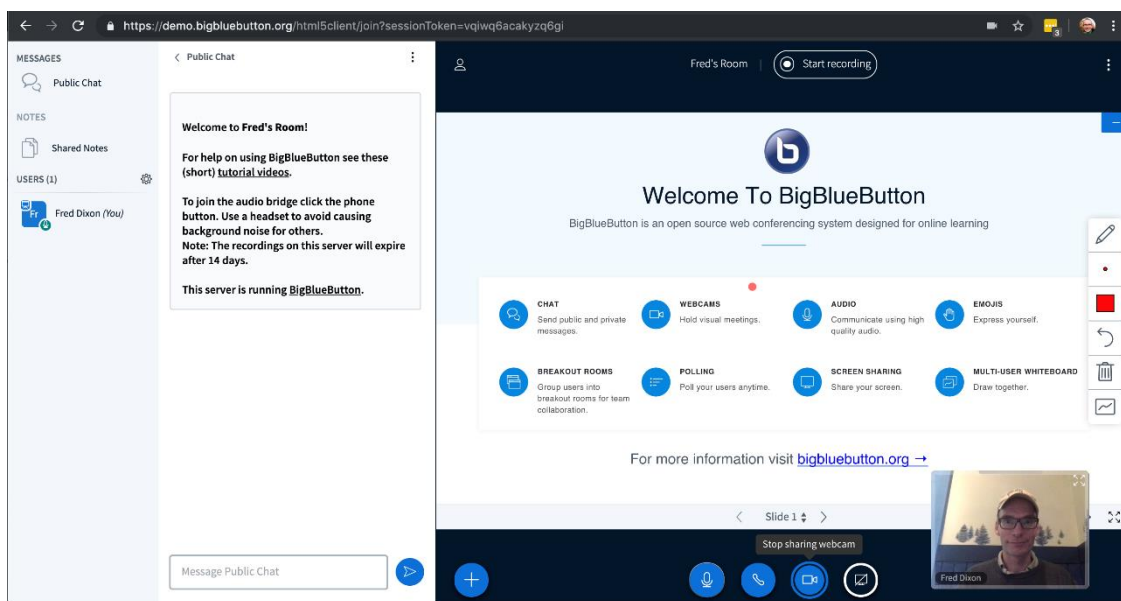 https://demo.bigbluebutton.org/html5client/join?sessionToken=vqiwq6acakyzq6gi
3
MESSAGES
Public Chat
NOTES
Shared Notes
USERS (1)
Fr
Fred Dixon (You)
Public Chat
Welcome to Fred's Room!
For help on using BigBlueButton see these
(short) tutorial videos.
To join the audio bridge click the phone
button. Use a headset to avoid causing
background noise for others.
Note: The recordings on this server will expire
after 14 days.
This server is running BigBlueButton.
Message Public Chat
Fred's Room | Start recording
b
Welcome To BigBlueButton
BigBlueButton is an open source web conferencing system designed for online learning
CHAT
Send public and private
messages.
WEBCAMS
Hold visual meetings.
AUDIO
Communicate using high
quality audio.
EMOJIS
Express yourself.
BREAKOUT ROOMS
Group users into
breakout rooms for team
collaboration.
POLLING
Poll your users anytime.
SCREEN SHARING
Share your screen.
MULTI-USER WHITEBOARD
Draw together.
For more information visit bigbluebutton.org →
Slide 1
Stop sharing webcam
Fred Dixon